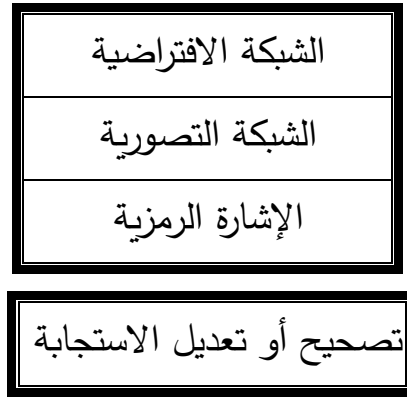 الشبكة الافتراضية
الشبكة التصورية
الإشارة الرمزية
تصحيح أو تعديل الاستجابة